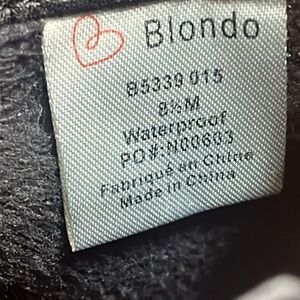 Blondo
B5339 015
8½M
Waterproof
PO#:N00603
Fabriqué en Chine
Made in China